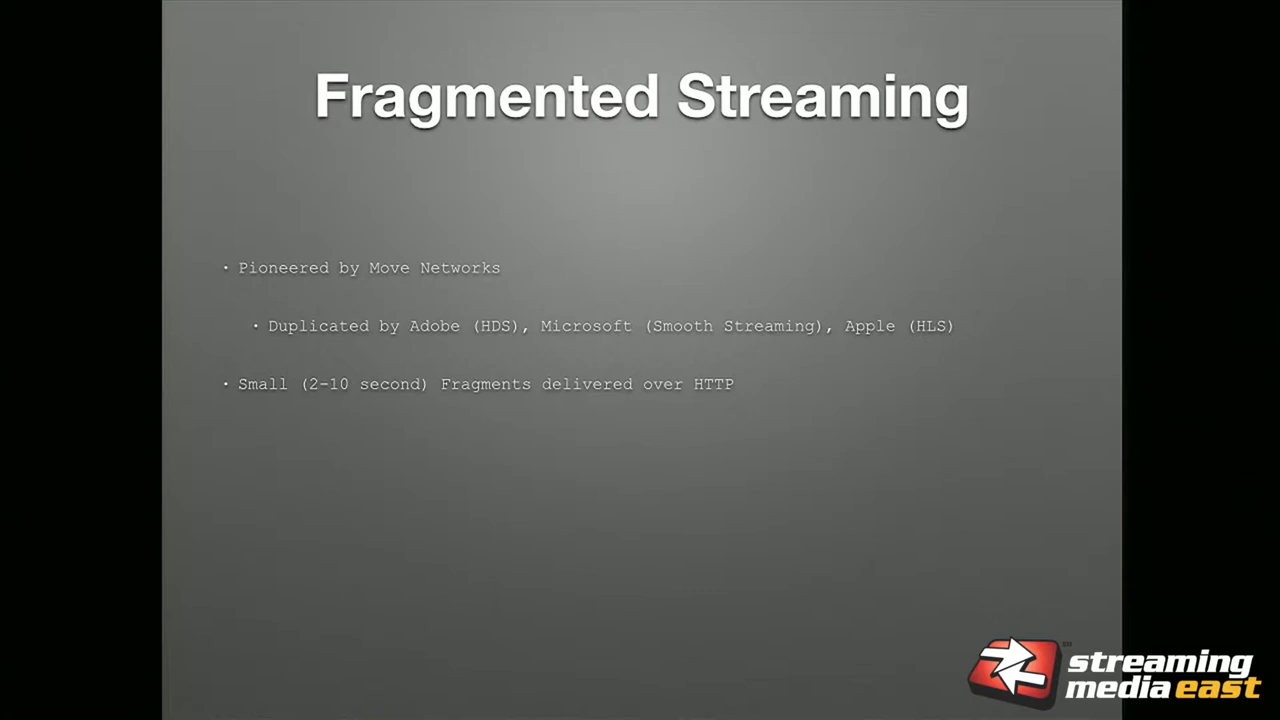 Fragmented Streaming
• Pioneered by Move Networks
• Duplicated by Adobe (HDS), Microsoft (Smooth Streaming), Apple (HLS)
• Small (2-10 second) Fragments delivered over HTTP
streaming
media east